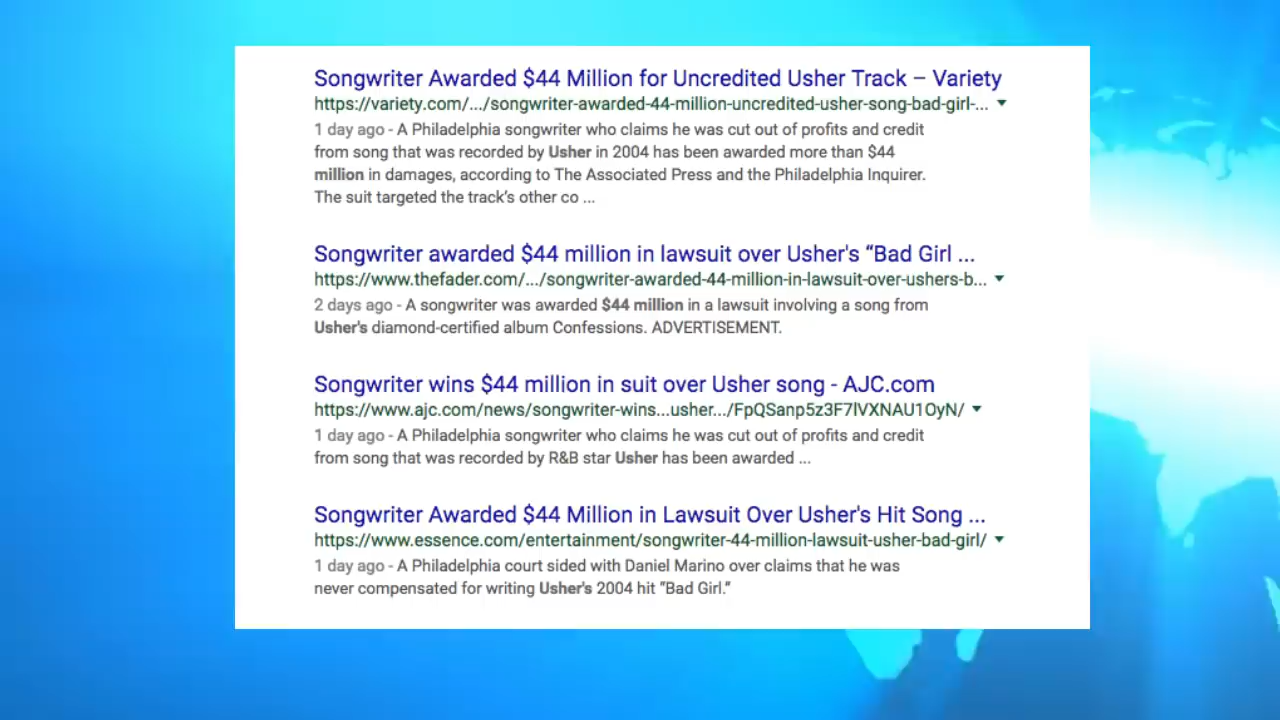 Songwriter Awarded $44 Million for Uncredited Usher Track – Variety
https://variety.com/.../songwriter-awarded-44-million-uncredited-usher-song-bad-girl-...
1 day ago - A Philadelphia songwriter who claims he was cut out of profits and credit
from song that was recorded by Usher in 2004 has been awarded more than $44
million in damages, according to The Associated Press and the Philadelphia Inquirer.
The suit targeted the track's other co ...
Songwriter awarded $44 million in lawsuit over Usher's “Bad Girl ...
https://www.thefader.com/.../songwriter-awarded-44-million-in-lawsuit-over-ushers-b...
2 days ago - A songwriter was awarded $44 million in a lawsuit involving a song from
Usher's diamond-certified album Confessions. ADVERTISEMENT.
Songwriter wins $44 million in suit over Usher song - AJC.com
https://www.ajc.com/news/songwriter-wins...usher.../FpQSanp5z3F7lVXNAU1OyN/
1 day ago - A Philadelphia songwriter who claims he was cut out of profits and credit
from song that was recorded by R&B star Usher has been awarded ...
Songwriter Awarded $44 Million in Lawsuit Over Usher's Hit Song ...
https://www.essence.com/entertainment/songwriter-44-million-lawsuit-usher-bad-girl/
1 day ago - A Philadelphia court sided with Daniel Marino over claims that he was
never compensated for writing Usher's 2004 hit “Bad Girl.”